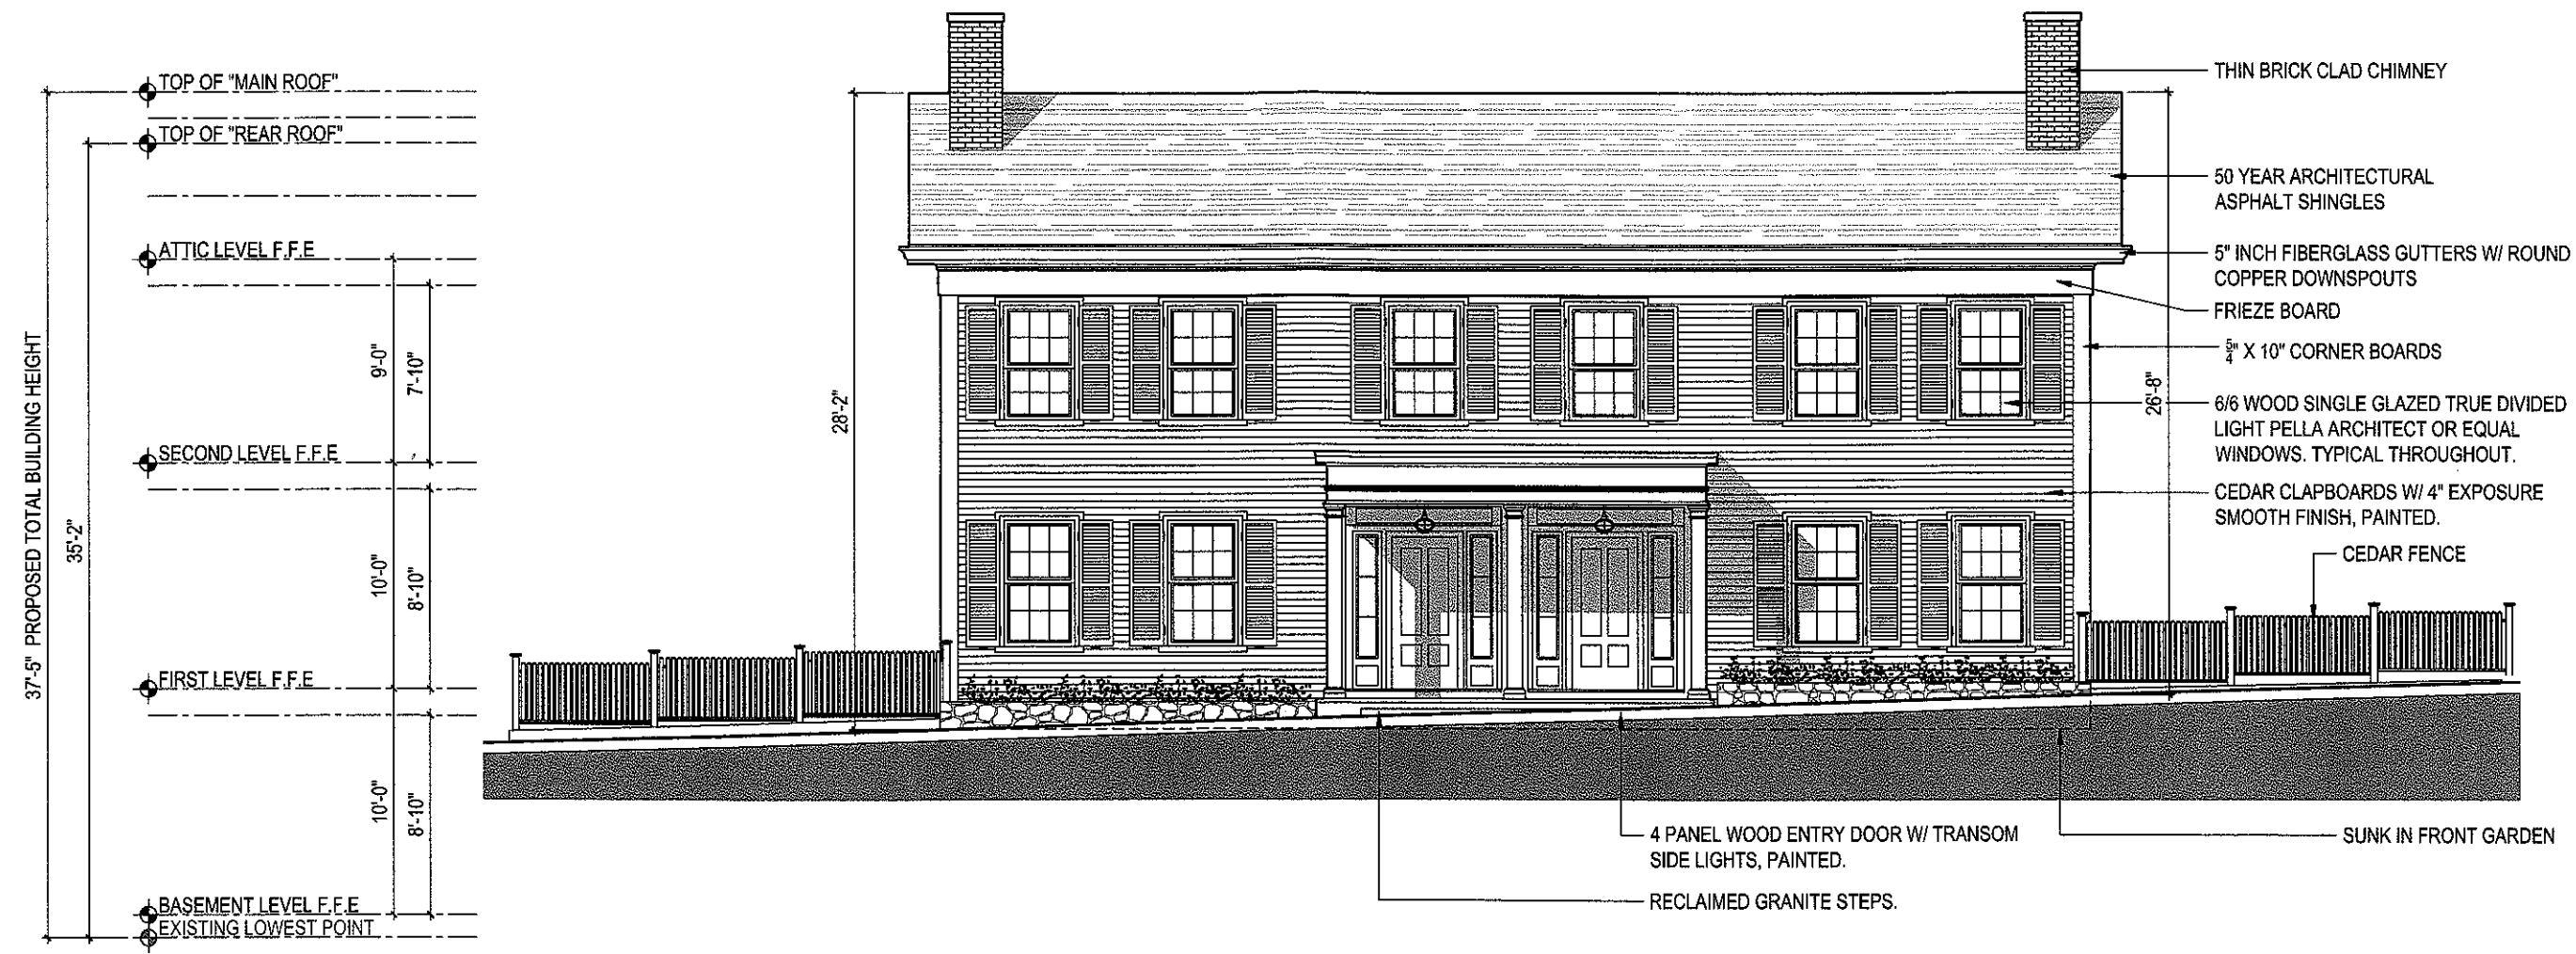 TOP OF "MAIN ROOF"
TOP OF "REAR ROOF"
ATTIC LEVEL F.F.E
SECOND LEVEL F.F.E
FIRST LEVEL F.F.E
BASEMENT LEVEL F.F.E
EXISTING LOWEST POINT
37'-5" PROPOSED TOTAL BUILDING HEIGHT
35'-2"
9'-0"
7'-10"
10'-0"
8'-10"
10'-0"
8'-10"
28'-2"
26'-8"
THIN BRICK CLAD CHIMNEY
50 YEAR ARCHITECTURAL
ASPHALT SHINGLES
5" INCH FIBERGLASS GUTTERS W/ ROUND
COPPER DOWNSPOUTS
FRIEZE BOARD
5/4" X 10" CORNER BOARDS
6/6 WOOD SINGLE GLAZED TRUE DIVIDED
LIGHT PELLA ARCHITECT OR EQUAL
WINDOWS. TYPICAL THROUGHOUT.
CEDAR CLAPBOARDS W/ 4" EXPOSURE
SMOOTH FINISH, PAINTED.
CEDAR FENCE
4 PANEL WOOD ENTRY DOOR W/ TRANSOM
SIDE LIGHTS, PAINTED.
SUNK IN FRONT GARDEN
RECLAIMED GRANITE STEPS.